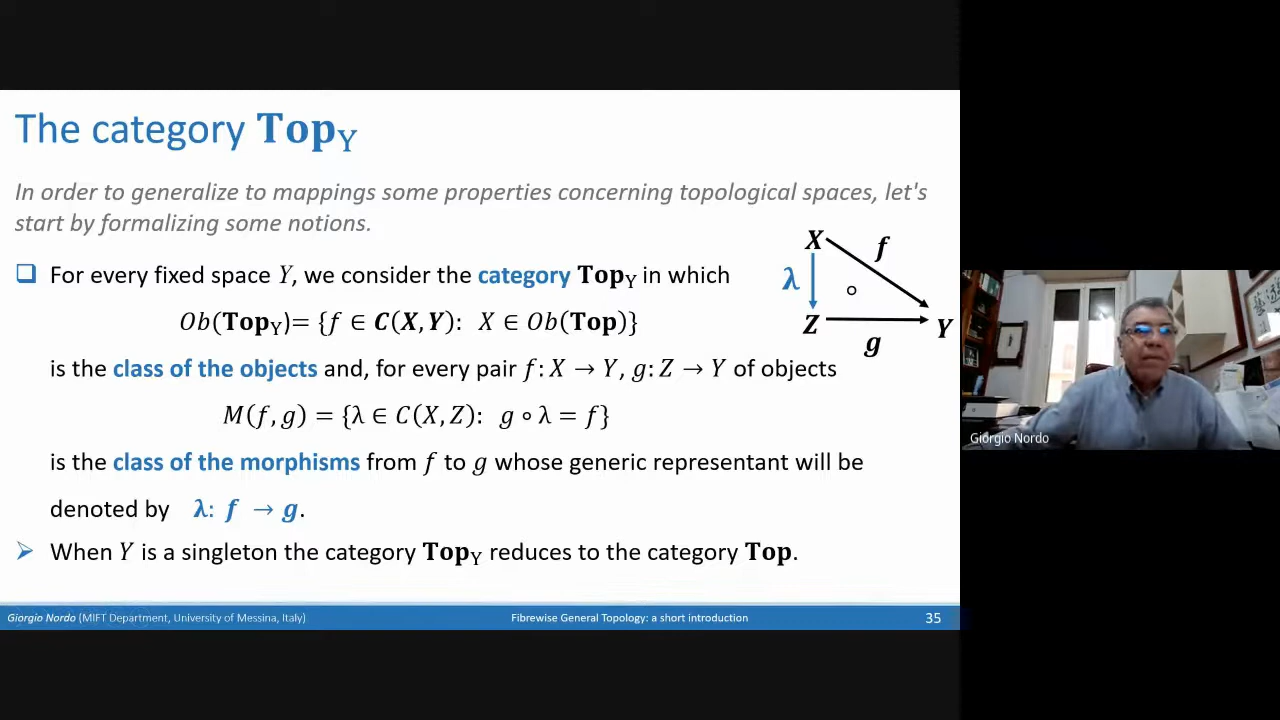 The category Top_Y
In order to generalize to mappings some properties concerning topological spaces, let's
start by formalizing some notions.
❑ For every fixed space Y, we consider the category Top_Y in which
Ob(Top_Y)= {f ∈ C(X, Y): X ∈ Ob(Top)}
is the class of the objects and, for every pair f: X → Y, g: Z → Y of objects
M(f, g) = {λ ∈ C(X, Z): g ∘ λ = f}
is the class of the morphisms from f to g whose generic representant will be
denoted by λ: f → g.
➢ When Y is a singleton the category Top_Y reduces to the category Top.
X
f
λ
∘
Z
Y
g
Giorgio Nordo (MIFT Department, University of Messina, Italy)
Fibrewise General Topology: a short introduction
35
Giorgio Nordo